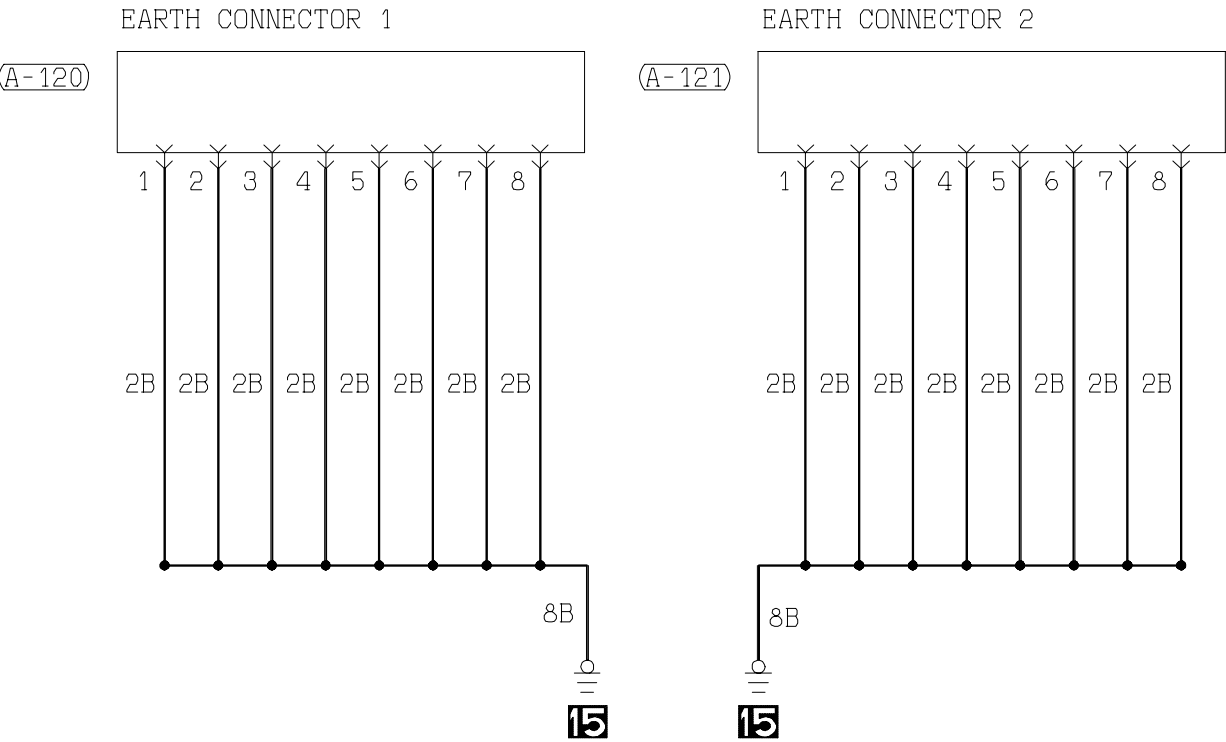 EARTH CONNECTOR 1 EARTH CONNECTOR 2
(A-120) (A-121)
1 2 3 4 5 6 7 8 1 2 3 4 5 6 7 8
2B 2B 2B 2B 2B 2B 2B 2B 2B 2B 2B 2B 2B 2B 2B 2B
8B 8B
15 15